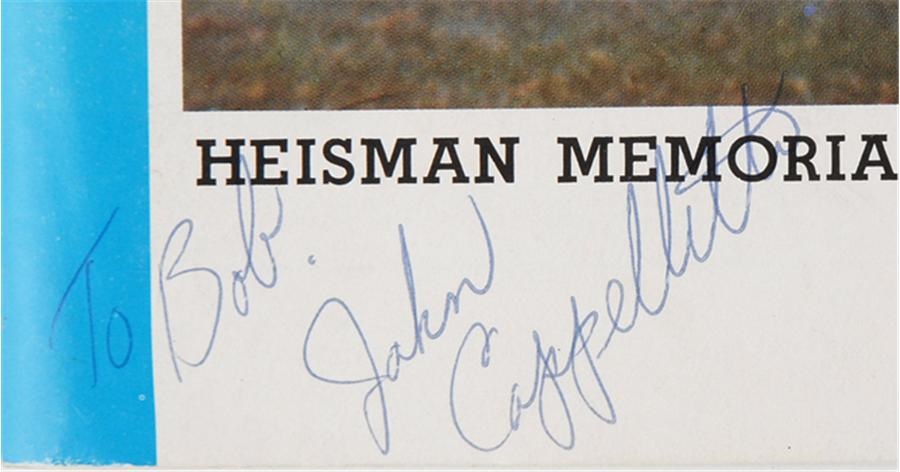 HEISMAN MEMORIA
To Bob.
John
Cappelletti